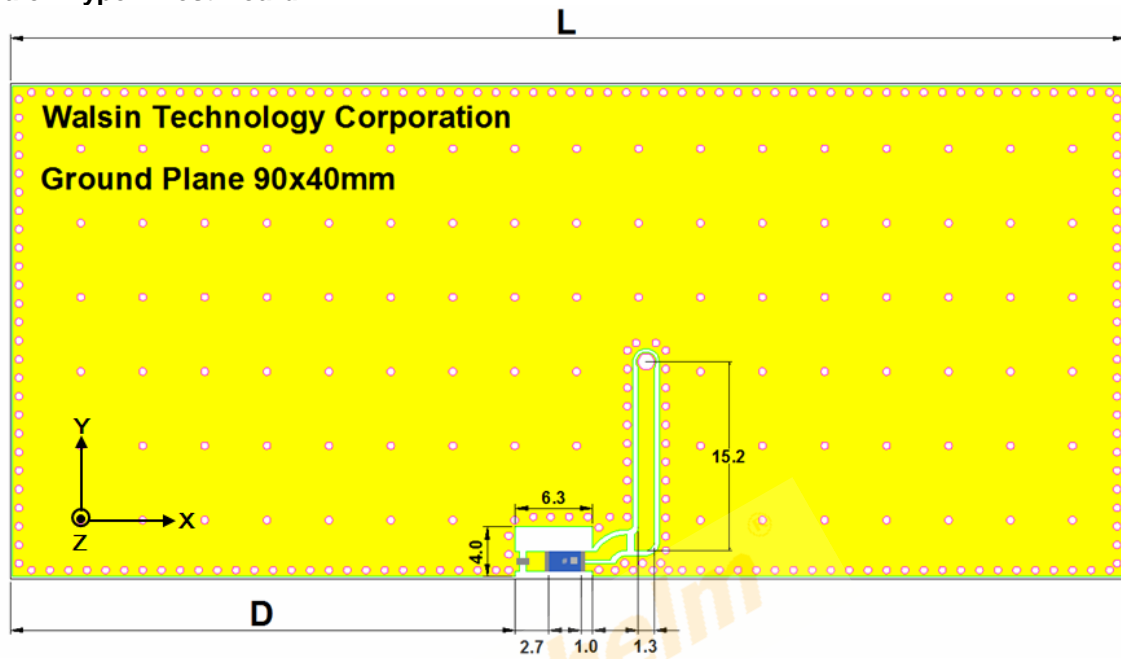 L
Walsin Technology Corporation
Ground Plane 90x40mm
Y
X
Z
15.2
6.3
4.0
D
2.7
1.0
1.3
®